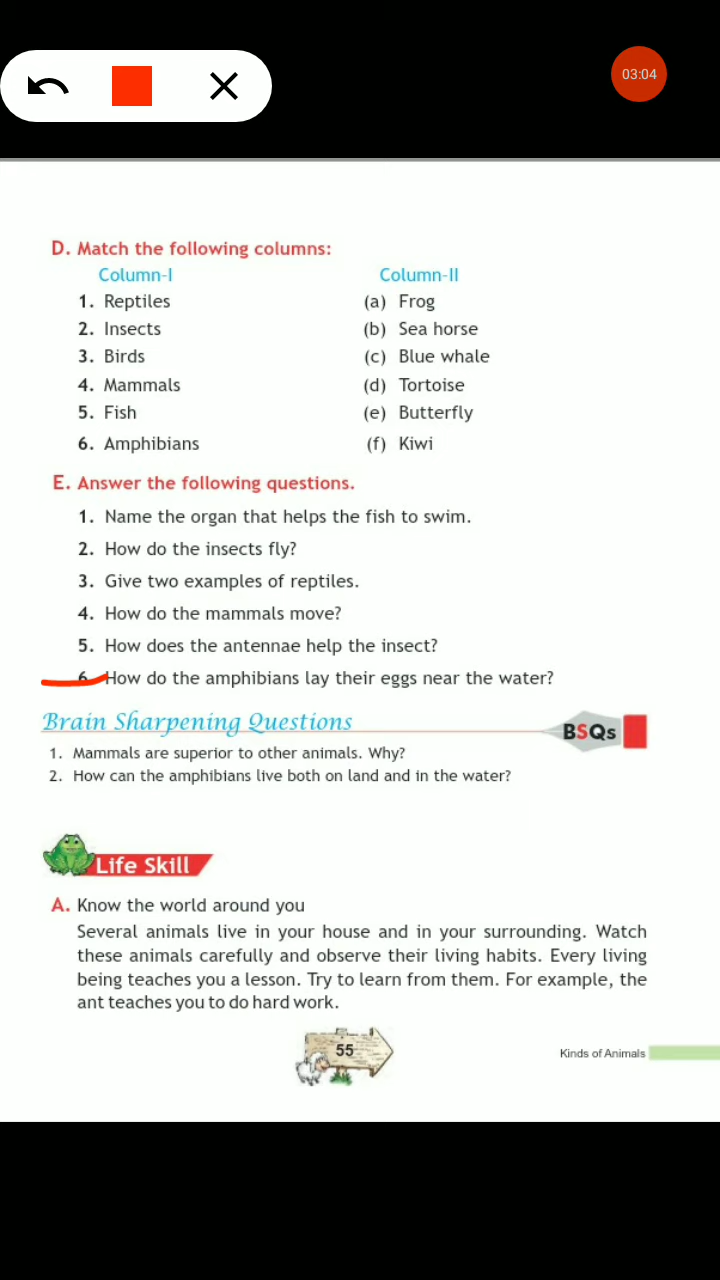 03:04
D. Match the following columns:
Column-I Column-II
1. Reptiles (a) Frog
2. Insects (b) Sea horse
3. Birds (c) Blue whale
4. Mammals (d) Tortoise
5. Fish (e) Butterfly
6. Amphibians (f) Kiwi
E. Answer the following questions.
1. Name the organ that helps the fish to swim.
2. How do the insects fly?
3. Give two examples of reptiles.
4. How do the mammals move?
5. How does the antennae help the insect?
6. How do the amphibians lay their eggs near the water?
Brain Sharpening Questions BSQs
1. Mammals are superior to other animals. Why?
2. How can the amphibians live both on land and in the water?
Life Skill
A. Know the world around you
Several animals live in your house and in your surrounding. Watch
these animals carefully and observe their living habits. Every living
being teaches you a lesson. Try to learn from them. For example, the
ant teaches you to do hard work.
55
Kinds of Animals